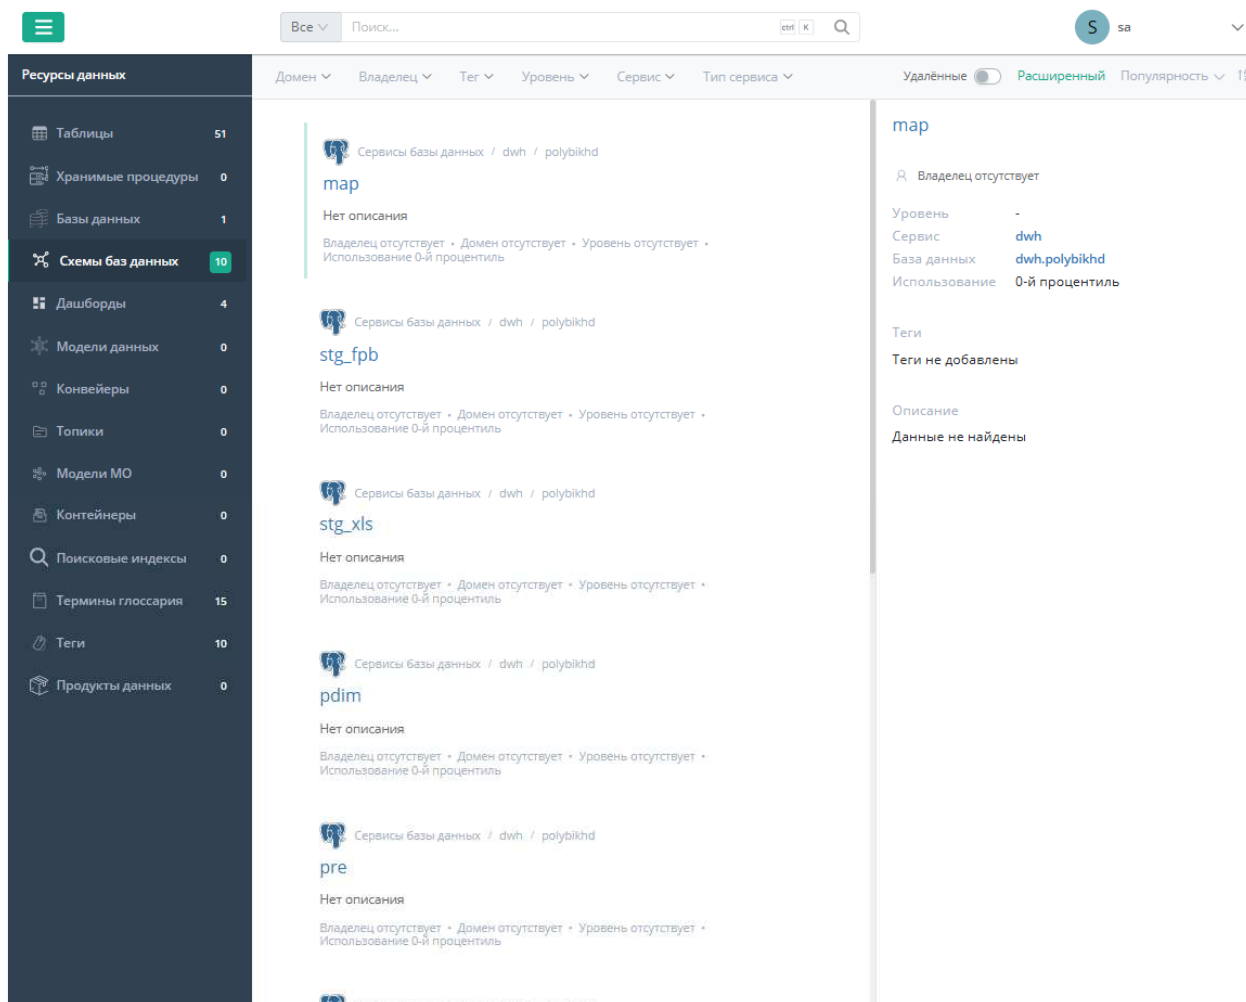 Все
Поиск...
ctrl K
S
sa
Ресурсы данных
Домен
Владелец
Тег
Уровень
Сервис
Тип сервиса
Удалённые
Расширенный
Популярность
Таблицы 51
Хранимые процедуры 0
Базы данных 1
Схемы баз данных 10
Дашборды 4
Модели данных 0
Конвейеры 0
Топики 0
Модели МО 0
Контейнеры 0
Поисковые индексы 0
Термины глоссария 15
Теги 10
Продукты данных 0
Сервисы базы данных / dwh / polybikhd
map
Нет описания
Владелец отсутствует • Домен отсутствует • Уровень отсутствует •
Использование 0-й процентиль
Сервисы базы данных / dwh / polybikhd
stg_fpb
Нет описания
Владелец отсутствует • Домен отсутствует • Уровень отсутствует •
Использование 0-й процентиль
Сервисы базы данных / dwh / polybikhd
stg_xls
Нет описания
Владелец отсутствует • Домен отсутствует • Уровень отсутствует •
Использование 0-й процентиль
Сервисы базы данных / dwh / polybikhd
pdim
Нет описания
Владелец отсутствует • Домен отсутствует • Уровень отсутствует •
Использование 0-й процентиль
Сервисы базы данных / dwh / polybikhd
pre
Нет описания
Владелец отсутствует • Домен отсутствует • Уровень отсутствует •
Использование 0-й процентиль
map
Владелец отсутствует
Уровень -
Сервис dwh
База данных dwh.polybikhd
Использование 0-й процентиль
Теги
Теги не добавлены
Описание
Данные не найдены